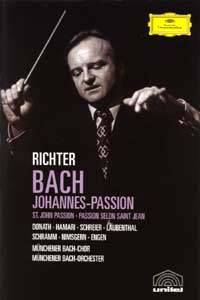 Deutsche
Grammophon
RICHTER
BACH
JOHANNES-PASSION
ST. JOHN PASSION · PASSION SELON SAINT JEAN
DONATH · HAMARI · SCHREIER · LAUBENTHAL
SCHRAMM · NIMSGERN · ENGEN
MÜNCHENER BACH-CHOR
MÜNCHENER BACH-ORCHESTER
unitel